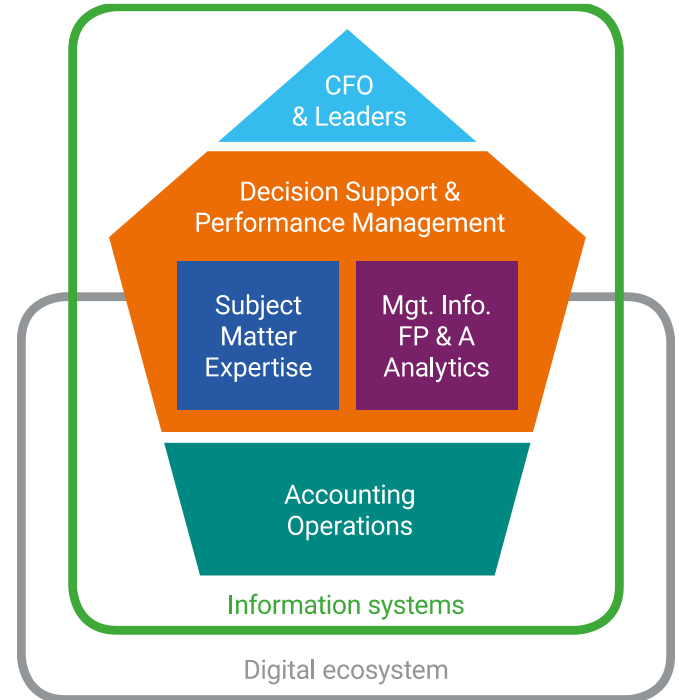 CFO
& Leaders
Decision Support &
Performance Management
Subject
Matter
Expertise
Mgt. Info.
FP & A
Analytics
Accounting
Operations
Information systems
Digital ecosystem